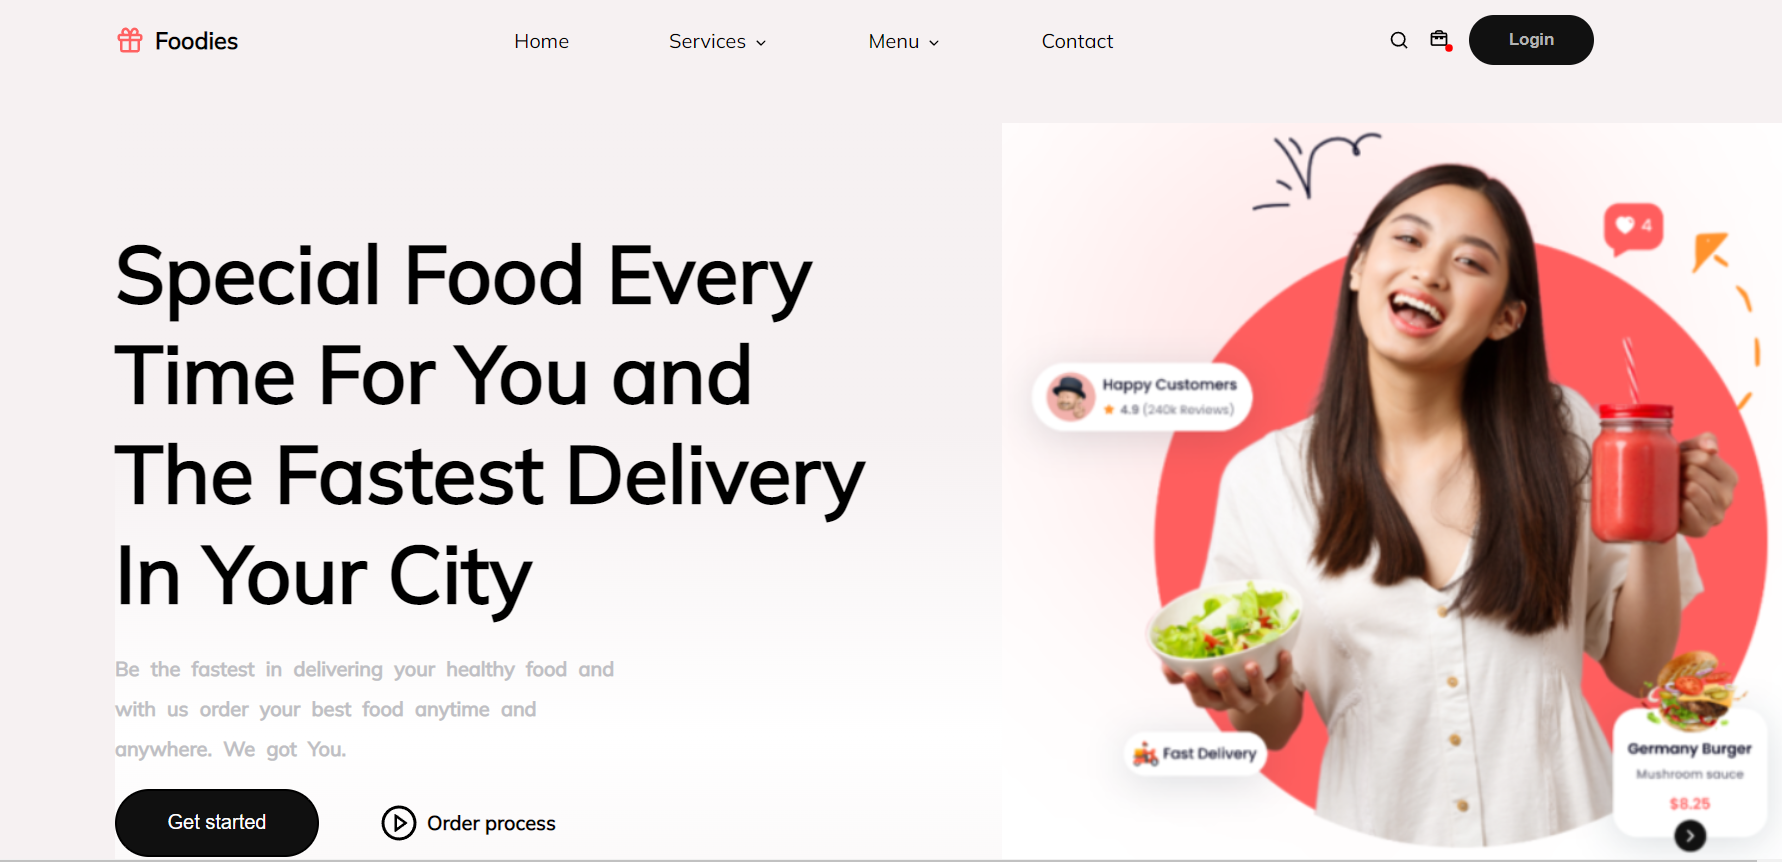 Foodies
Home
Services
Menu
Contact
Login
Special Food Every
Time For You and
The Fastest Delivery
In Your City
Be the fastest in delivering your healthy food and
with us order your best food anytime and
anywhere. We got You.
Get started
Order process
4
Happy Customers
4.9 (240k Reviews)
Fast Delivery
Germany Burger
Mushroom sauce
$8.25